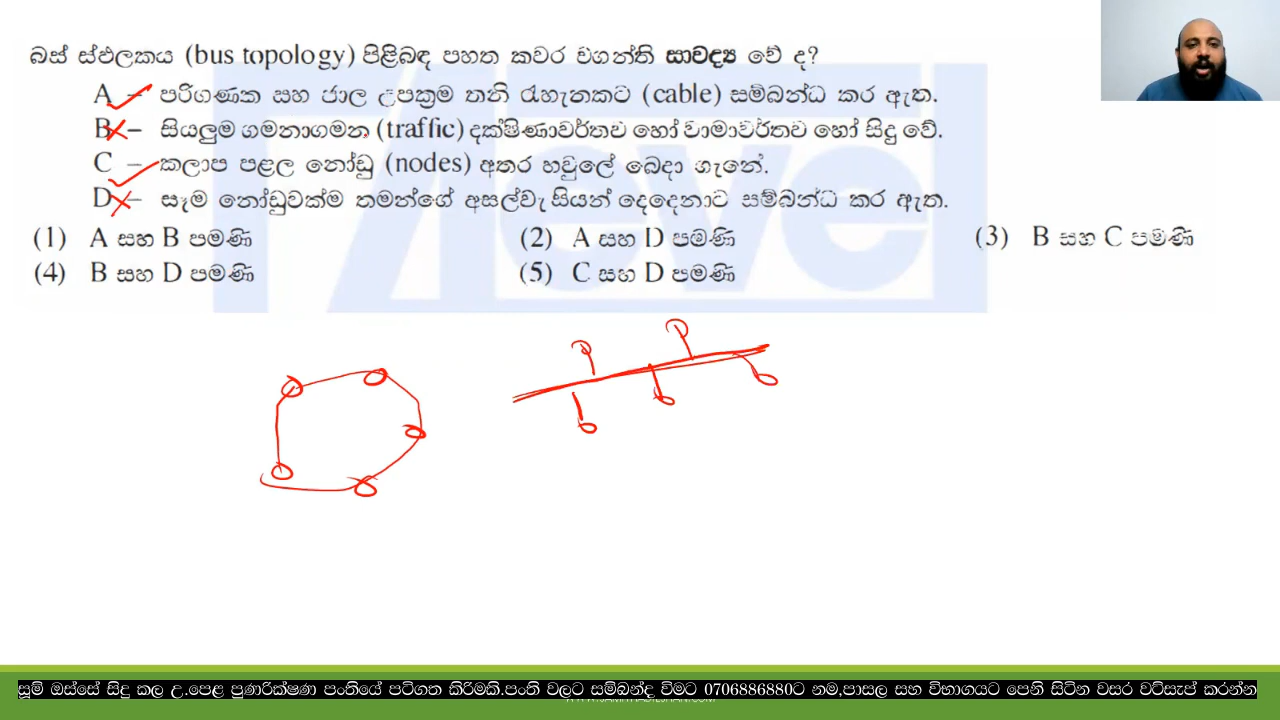 බස් ස්ථලකය (bus topology) පිළිබඳ පහත කවර වගන්ති සාවද්‍ය වේ ද?
A – පරිගණක සහ ජාල උපක්‍රම තනි රැහැනකට (cable) සම්බන්ධ කර ඇත.
B – සියලුම ගමනාගමන (traffic) දක්ෂිණාවර්තව හෝ වාමාවර්තව හෝ සිදු වේ.
C – කලාප පළල නෝඩු (nodes) අතර හවුලේ බෙදා ගැනේ.
D – සෑම නෝඩුවක්ම තමන්ගේ අසල්වැසියන් දෙදෙනාට සම්බන්ධ කර ඇත.
(1) A සහ B පමණි (2) A සහ D පමණි (3) B සහ C පමණි
(4) B සහ D පමණි (5) C සහ D පමණි
සූම් ඔස්සේ සිදු කල උ.පෙළ පුණරික්ෂණ පංතියේ පටිගත කිරීමකි.පංති වලට සම්බන්ද වීමට 0706886880ට නම,පාසල සහ විභාගයට පෙනී සිටින වසර වට්සැප් කරන්න